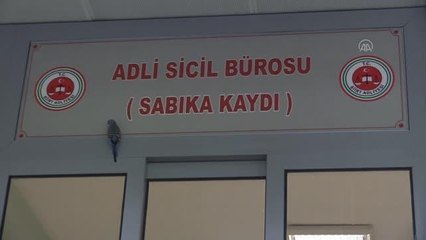 ADLİ SİCİL BÜROSU
( SABIKA KAYDI )
T.C.
T.C.